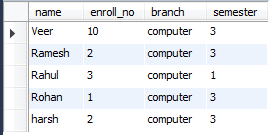 name enroll_no branch semester
Veer 10 computer 3
Ramesh 2 computer 3
Rahul 3 computer 1
Rohan 1 computer 3
harsh 2 computer 3